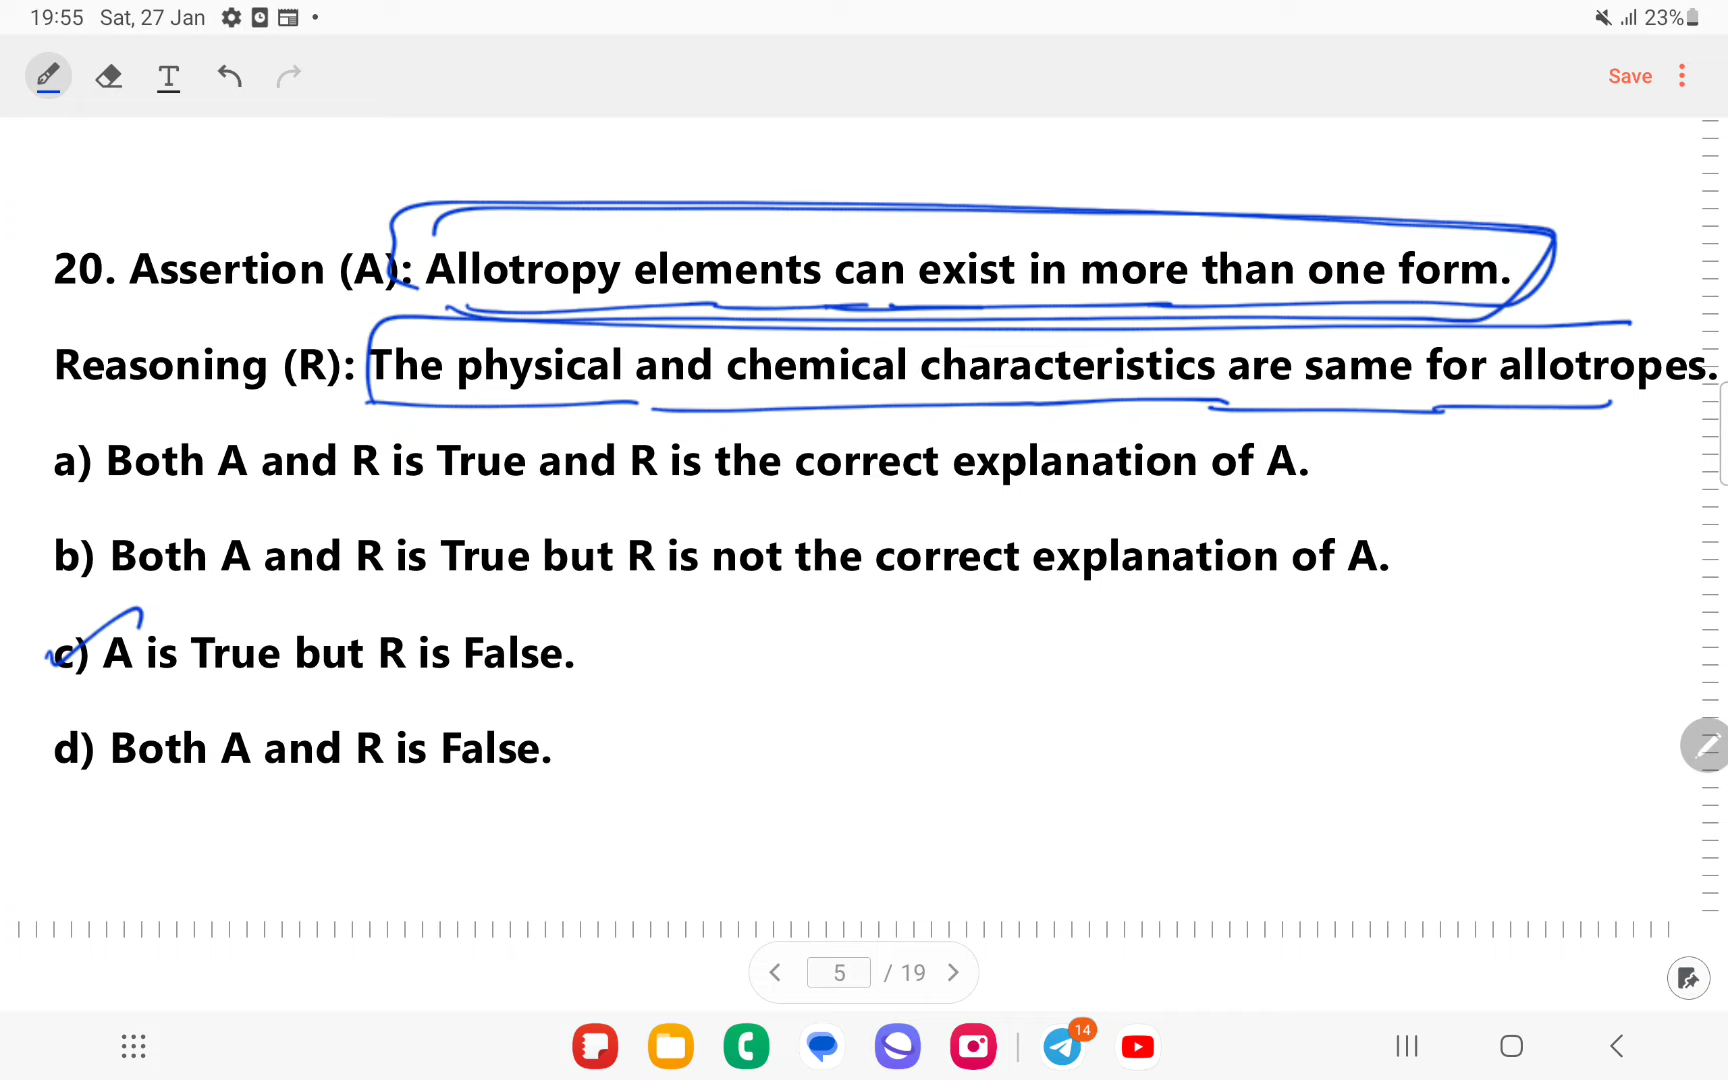 19:55 Sat, 27 Jan 23%
T Save
20. Assertion (A): Allotropy elements can exist in more than one form.
Reasoning (R): The physical and chemical characteristics are same for allotropes.
a) Both A and R is True and R is the correct explanation of A.
b) Both A and R is True but R is not the correct explanation of A.
c) A is True but R is False.
d) Both A and R is False.
5 / 19
14